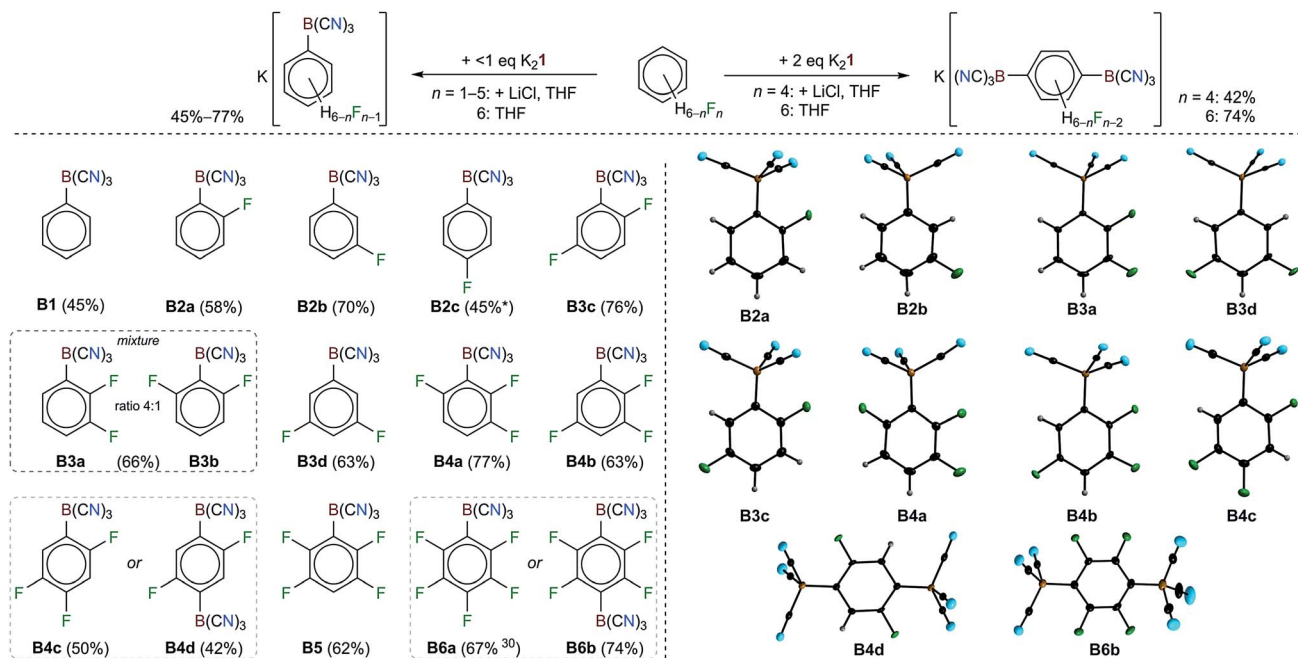 B(CN)₃
K
H₆₋ₙFₙ₋₁
45%–77%
+ <1 eq K₂1
n = 1–5: + LiCl, THF
6: THF
H₆₋ₙFₙ
+ 2 eq K₂1
n = 4: + LiCl, THF
6: THF
K
(NC)₃B
B(CN)₃
H₆₋ₙFₙ₋₂
n = 4: 42%
6: 74%
B(CN)₃
B(CN)₃
F
B(CN)₃
F
B(CN)₃
F
B(CN)₃
F
F
B1 (45%)
B2a (58%)
B2b (70%)
B2c (45%*)
B3c (76%)
mixture
B(CN)₃
F
F
ratio 4:1
B(CN)₃
F
F
B(CN)₃
F
F
B(CN)₃
F
F
F
B(CN)₃
F
F
F
B3a
(66%)
B3b
B3d (63%)
B4a (77%)
B4b (63%)
B(CN)₃
F
F
F
or
B(CN)₃
F
F
B(CN)₃
B(CN)₃
F
F
F
F
B(CN)₃
F
F
F
F
F
or
B(CN)₃
F
F
F
F
B(CN)₃
B4c (50%)
B4d (42%)
B5 (62%)
B6a (67% ³⁰)
B6b (74%)
B2a
B2b
B3a
B3d
B3c
B4a
B4b
B4c
B4d
B6b